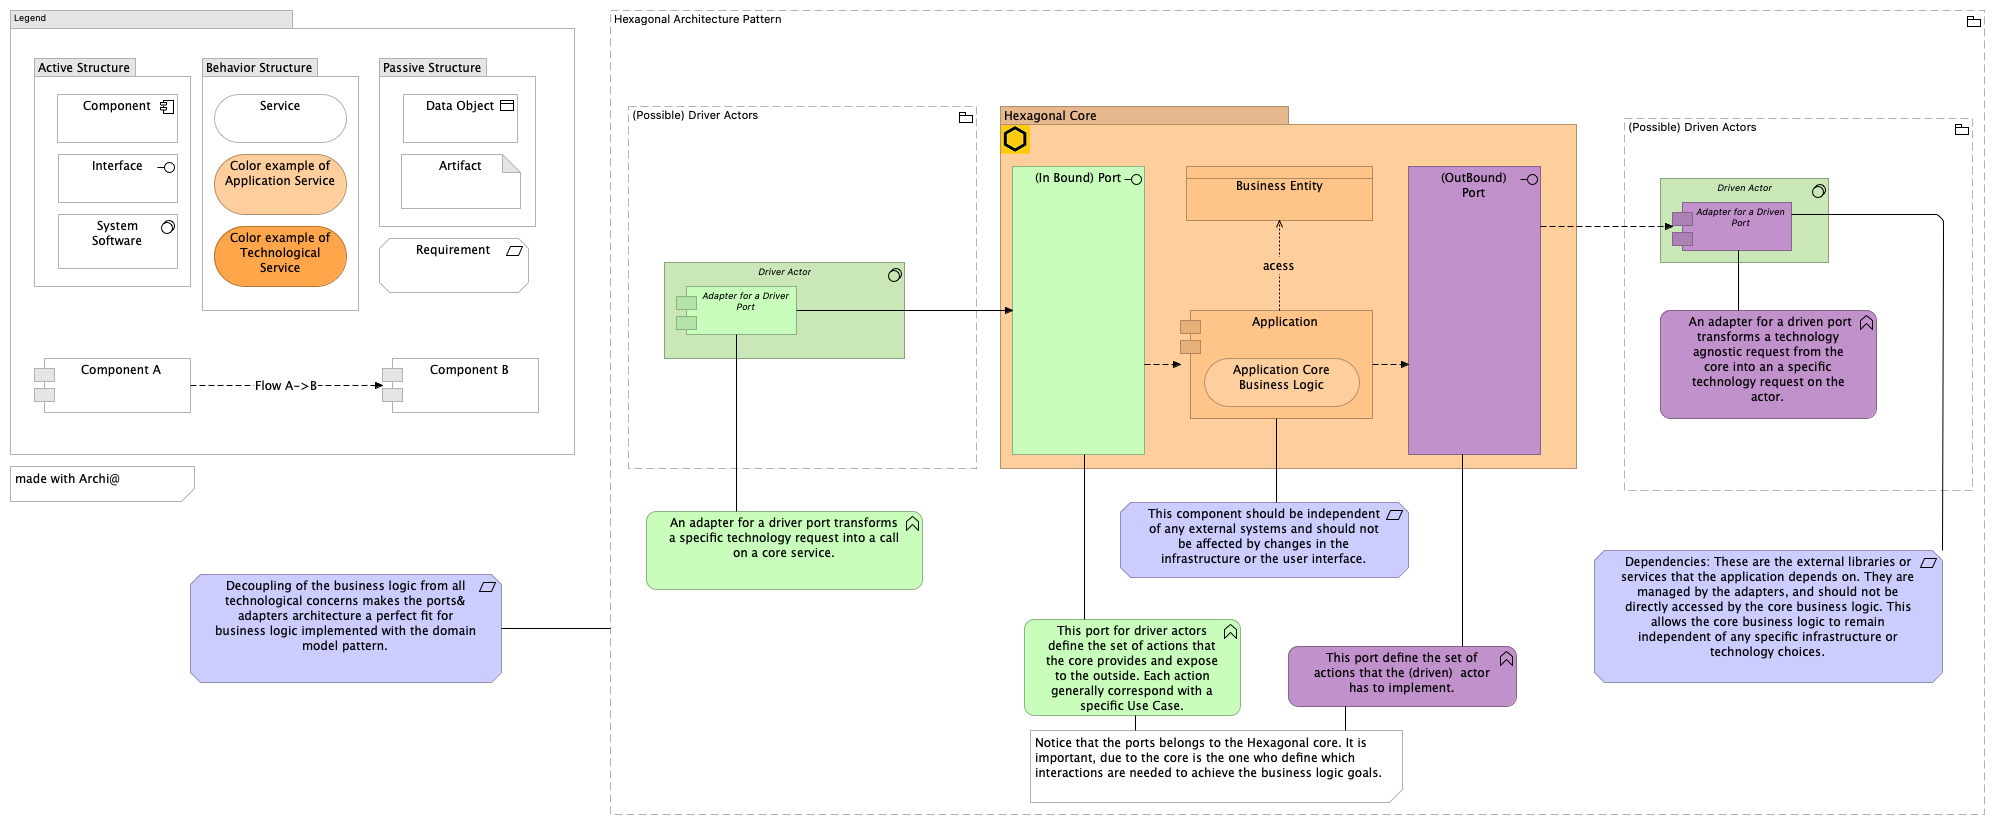 Legend
Active Structure
Component
Interface
System
Software
Behavior Structure
Service
Color example of
Application Service
Color example of
Technological
Service
Passive Structure
Data Object
Artifact
Requirement
Component A
Flow A->B
Component B
made with Archi@
Decoupling of the business logic from all
technological concerns makes the ports&
adapters architecture a perfect fit for
business logic implemented with the domain
model pattern.
Hexagonal Architecture Pattern
(Possible) Driver Actors
Driver Actor
Adapter for a Driver
Port
An adapter for a driver port transforms
a specific technology request into a call
on a core service.
Hexagonal Core
(In Bound) Port
Business Entity
acess
Application
Application Core
Business Logic
(OutBound)
Port
This component should be independent
of any external systems and should not
be affected by changes in the
infrastructure or the user interface.
This port for driver actors
define the set of actions that
the core provides and expose
to the outside. Each action
generally correspond with a
specific Use Case.
This port define the set of
actions that the (driven)  actor
has to implement.
Notice that the ports belongs to the Hexagonal core. It is
important, due to the core is the one who define which
interactions are needed to achieve the business logic goals.
(Possible) Driven Actors
Driven Actor
Adapter for a Driven
Port
An adapter for a driven port
transforms a technology
agnostic request from the
core into an a specific
technology request on the
actor.
Dependencies: These are the external libraries or
services that the application depends on. They are
managed by the adapters, and should not be
directly accessed by the core business logic. This
allows the core business logic to remain
independent of any specific infrastructure or
technology choices.